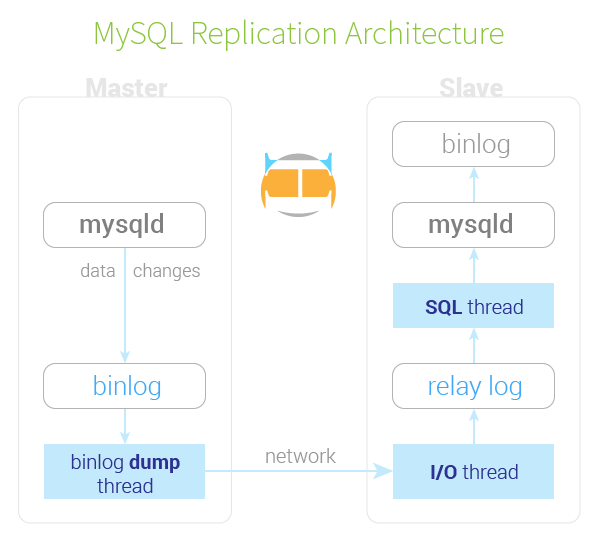 MySQL Replication Architecture
Master
mysqld
data changes
binlog
binlog dump
thread
network
Slave
binlog
mysqld
SQL thread
relay log
I/O thread